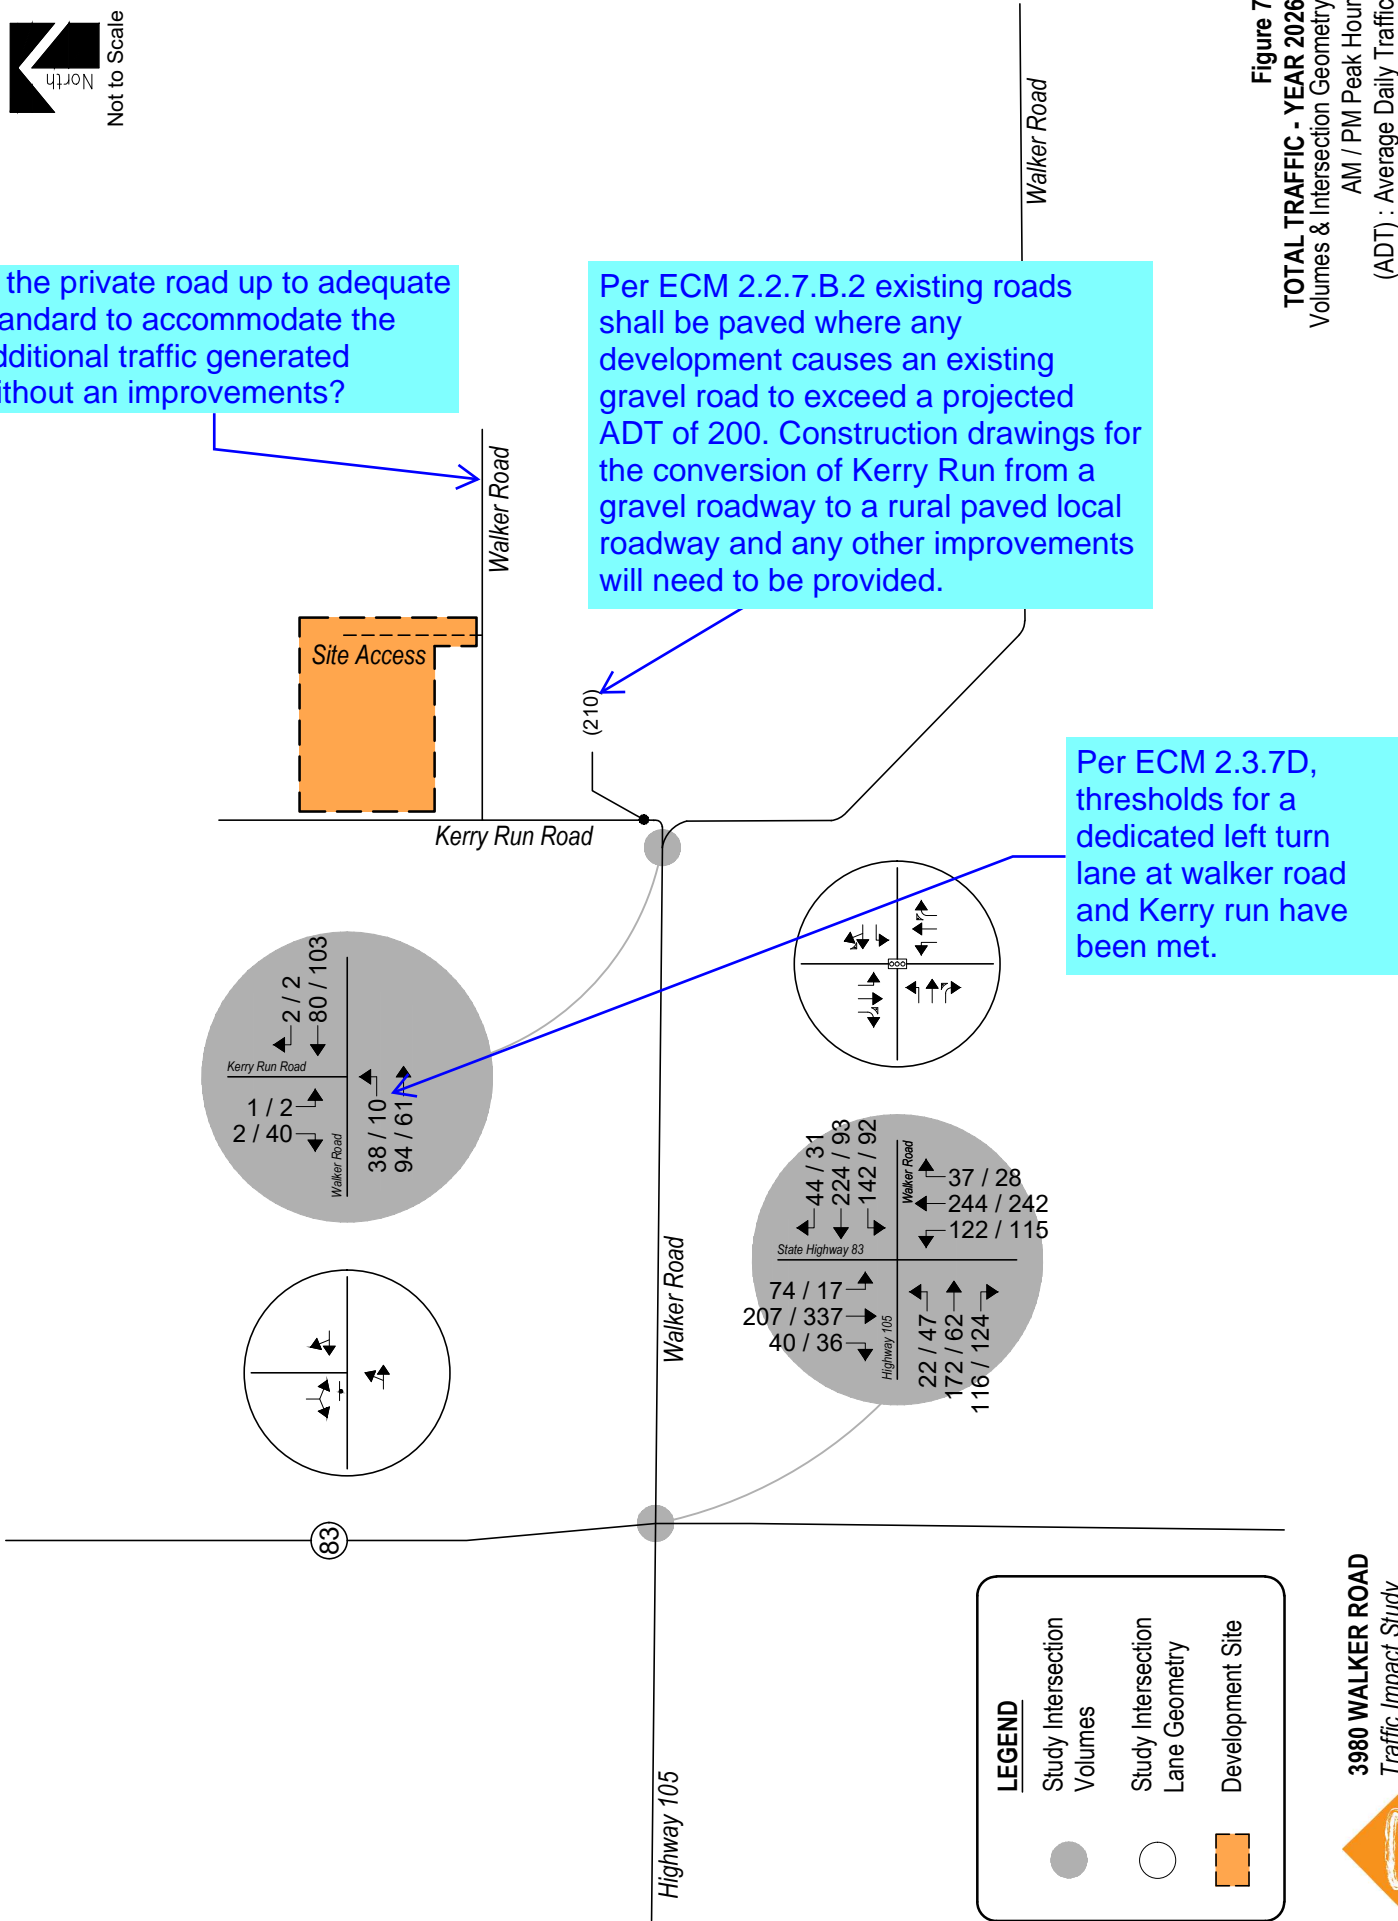 North
Not to Scale
Figure 7
TOTAL TRAFFIC - YEAR 2026
Volumes & Intersection Geometry
AM / PM Peak Hour
(ADT) : Average Daily Traffic
the private road up to adequate
andard to accommodate the
dditional traffic generated
ithout an improvements?
Per ECM 2.2.7.B.2 existing roads
shall be paved where any
development causes an existing
gravel road to exceed a projected
ADT of 200. Construction drawings for
the conversion of Kerry Run from a
gravel roadway to a rural paved local
roadway and any other improvements
will need to be provided.
Walker Road
Walker Road
Site Access
(210)
Kerry Run Road
Per ECM 2.3.7D,
thresholds for a
dedicated left turn
lane at walker road
and Kerry run have
been met.
2 / 2
80 / 103
Kerry Run Road
1 / 2
2 / 40
Walker Road
38 / 10
94 / 61
44 / 31
224 / 93
142 / 92
Walker Road
37 / 28
244 / 242
122 / 115
State Highway 83
74 / 17
207 / 337
40 / 36
Highway 105
22 / 47
172 / 62
116 / 124
Walker Road
83
Highway 105
LEGEND
Study Intersection
Volumes
Study Intersection
Lane Geometry
Development Site
3980 WALKER ROAD
Traffic Impact Study